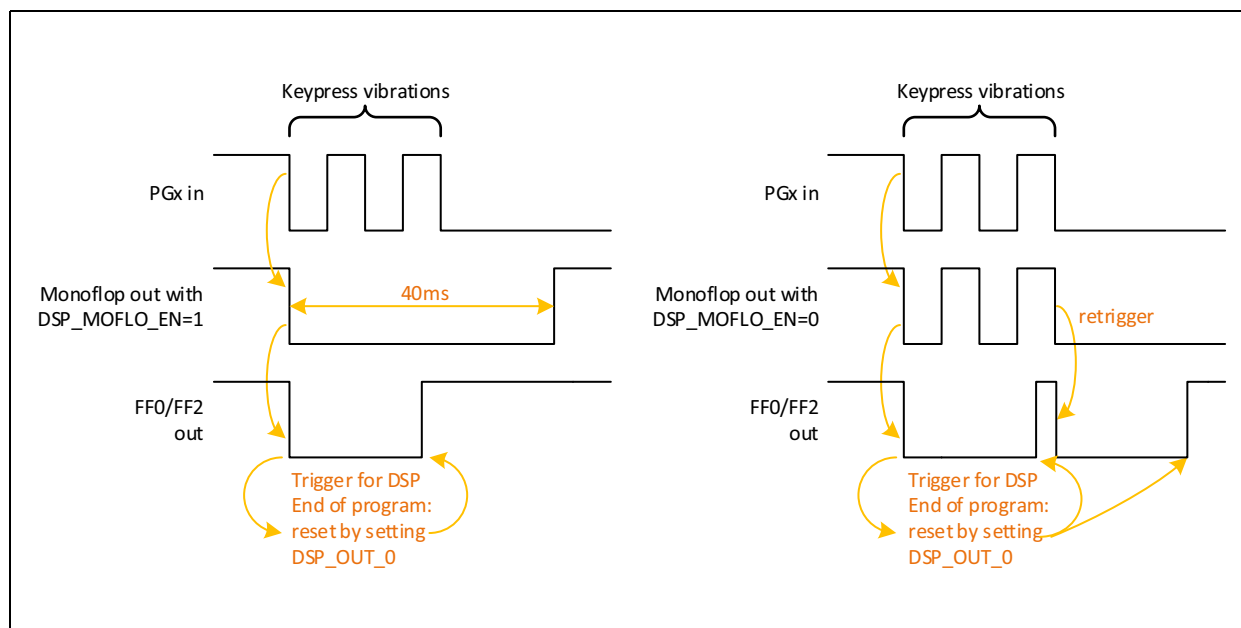 Keypress vibrations
PGx in
Monoflop out with
DSP_MOFLO_EN=1
40ms
FF0/FF2
out
Trigger for DSP
End of program:
reset by setting
DSP_OUT_0
Keypress vibrations
PGx in
Monoflop out with
DSP_MOFLO_EN=0
retrigger
FF0/FF2
out
Trigger for DSP
End of program:
reset by setting
DSP_OUT_0